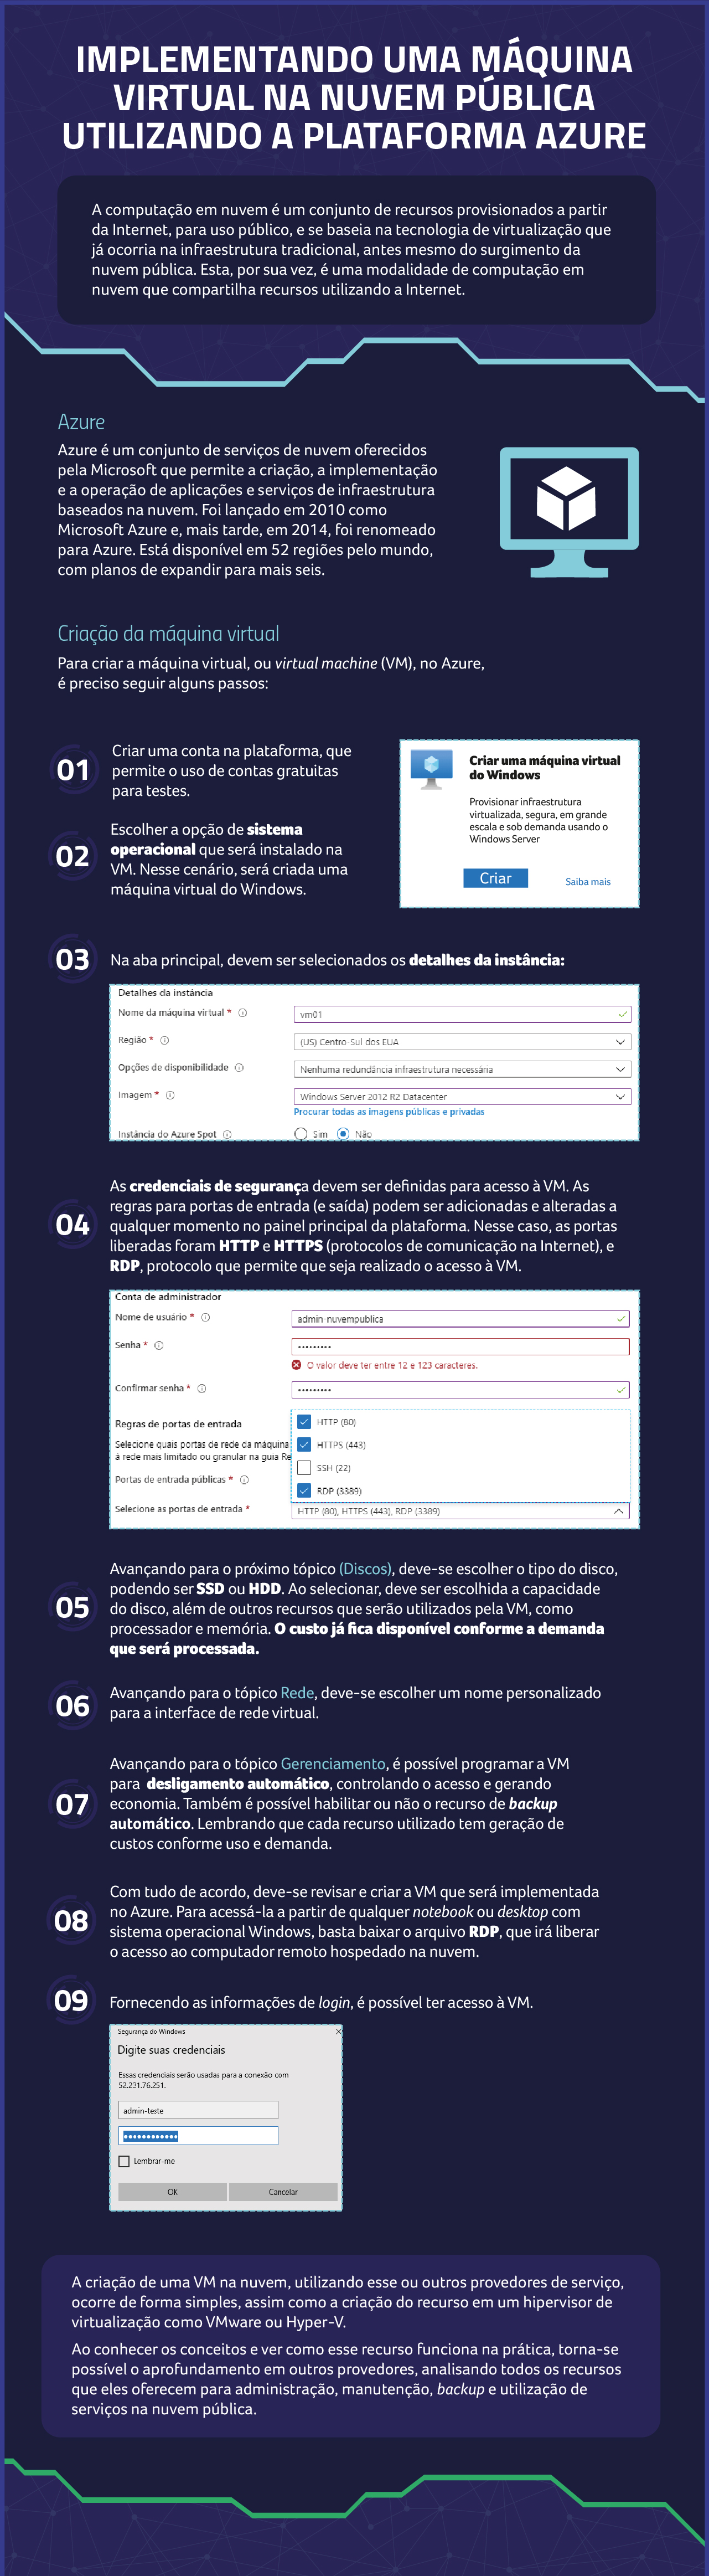 IMPLEMENTANDO UMA MÁQUINA
VIRTUAL NA NUVEM PÚBLICA
UTILIZANDO A PLATAFORMA AZURE
A computação em nuvem é um conjunto de recursos provisionados a partir
da Internet, para uso público, e se baseia na tecnologia de virtualização que
já ocorria na infraestrutura tradicional, antes mesmo do surgimento da
nuvem pública. Esta, por sua vez, é uma modalidade de computação em
nuvem que compartilha recursos utilizando a Internet.
Azure
Azure é um conjunto de serviços de nuvem oferecidos
pela Microsoft que permite a criação, a implementação
e a operação de aplicações e serviços de infraestrutura
baseados na nuvem. Foi lançado em 2010 como
Microsoft Azure e, mais tarde, em 2014, foi renomeado
para Azure. Está disponível em 52 regiões pelo mundo,
com planos de expandir para mais seis.
Criação da máquina virtual
Para criar a máquina virtual, ou virtual machine (VM), no Azure,
é preciso seguir alguns passos:
01
Criar uma conta na plataforma, que
permite o uso de contas gratuitas
para testes.
02
Escolher a opção de sistema
operacional que será instalado na
VM. Nesse cenário, será criada uma
máquina virtual do Windows.
Criar uma máquina virtual
do Windows
Provisionar infraestrutura
virtualizada, segura, em grande
escala e sob demanda usando o
Windows Server
Criar
Saiba mais
03
Na aba principal, devem ser selecionados os detalhes da instância:
Detalhes da instância
Nome da máquina virtual *
vm01
Região *
(US) Centro-Sul dos EUA
Opções de disponibilidade
Nenhuma redundância infraestrutura necessária
Imagem *
Windows Server 2012 R2 Datacenter
Procurar todas as imagens públicas e privadas
Instância do Azure Spot
Sim Não
04
As credenciais de segurança devem ser definidas para acesso à VM. As
regras para portas de entrada (e saída) podem ser adicionadas e alteradas a
qualquer momento no painel principal da plataforma. Nesse caso, as portas
liberadas foram HTTP e HTTPS (protocolos de comunicação na Internet), e
RDP, protocolo que permite que seja realizado o acesso à VM.
Conta de administrador
Nome de usuário *
admin-nuvempublica
Senha *
•••••••••
O valor deve ter entre 12 e 123 caracteres.
Confirmar senha *
•••••••••
Regras de portas de entrada
Selecione quais portas de rede da máquina
à rede mais limitado ou granular na guia Re
HTTP (80)
HTTPS (443)
SSH (22)
RDP (3389)
Portas de entrada públicas *
Selecione as portas de entrada *
HTTP (80), HTTPS (443), RDP (3389)
05
Avançando para o próximo tópico (Discos), deve-se escolher o tipo do disco,
podendo ser SSD ou HDD. Ao selecionar, deve ser escolhida a capacidade
do disco, além de outros recursos que serão utilizados pela VM, como
processador e memória. O custo já fica disponível conforme a demanda
que será processada.
06
Avançando para o tópico Rede, deve-se escolher um nome personalizado
para a interface de rede virtual.
07
Avançando para o tópico Gerenciamento, é possível programar a VM
para desligamento automático, controlando o acesso e gerando
economia. Também é possível habilitar ou não o recurso de backup
automático. Lembrando que cada recurso utilizado tem geração de
custos conforme uso e demanda.
08
Com tudo de acordo, deve-se revisar e criar a VM que será implementada
no Azure. Para acessá-la a partir de qualquer notebook ou desktop com
sistema operacional Windows, basta baixar o arquivo RDP, que irá liberar
o acesso ao computador remoto hospedado na nuvem.
09
Fornecendo as informações de login, é possível ter acesso à VM.
Segurança do Windows
Digite suas credenciais
Essas credenciais serão usadas para a conexão com
52.231.76.251.
admin-teste
••••••••••••
Lembrar-me
OK
Cancelar
A criação de uma VM na nuvem, utilizando esse ou outros provedores de serviço,
ocorre de forma simples, assim como a criação do recurso em um hipervisor de
virtualização como VMware ou Hyper-V.
Ao conhecer os conceitos e ver como esse recurso funciona na prática, torna-se
possível o aprofundamento em outros provedores, analisando todos os recursos
que eles oferecem para administração, manutenção, backup e utilização de
serviços na nuvem pública.